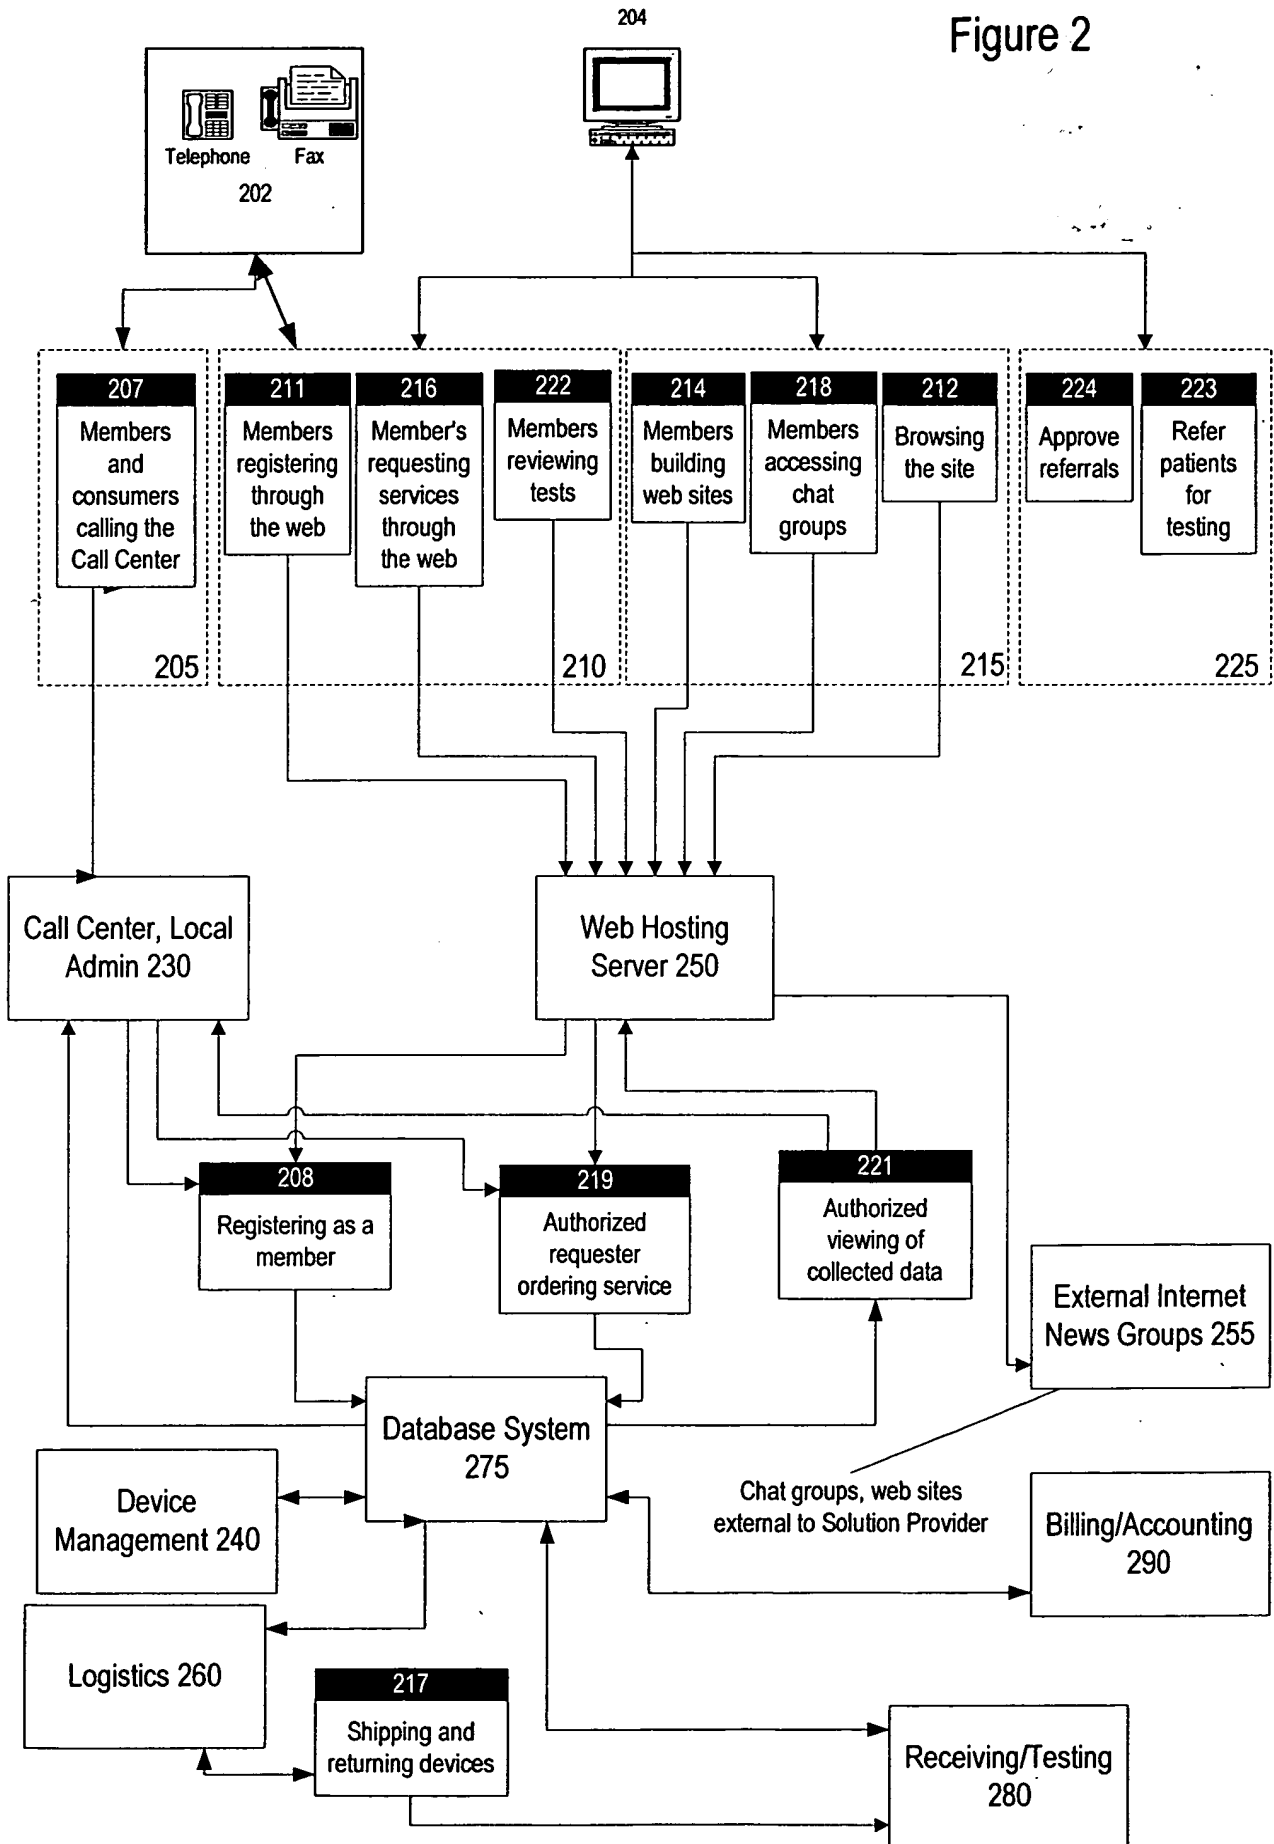 204
Figure 2
Telephone
Fax
202
207
Members
and
consumers
calling the
Call Center
205
211
Members
registering
through
the web
216
Member's
requesting
services
through
the web
222
Members
reviewing
tests
210
214
Members
building
web sites
218
Members
accessing
chat
groups
212
Browsing
the site
215
224
Approve
referrals
223
Refer
patients
for
testing
225
Call Center, Local
Admin 230
Web Hosting
Server 250
208
Registering as a
member
219
Authorized
requester
ordering service
221
Authorized
viewing of
collected data
External Internet
News Groups 255
Database System
275
Chat groups, web sites
external to Solution Provider
Device
Management 240
Billing/Accounting
290
Logistics 260
217
Shipping and
returning devices
Receiving/Testing
280